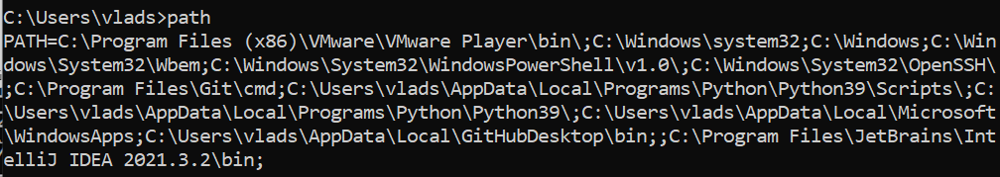 C:\Users\vlads>path
PATH=C:\Program Files (x86)\VMware\VMware Player\bin\;C:\Windows\system32;C:\Windows;C:\Win
dows\System32\Wbem;C:\Windows\System32\WindowsPowerShell\v1.0\;C:\Windows\System32\OpenSSH\
;C:\Program Files\Git\cmd;C:\Users\vlads\AppData\Local\Programs\Python\Python39\Scripts\;C:
\Users\vlads\AppData\Local\Programs\Python\Python39\;C:\Users\vlads\AppData\Local\Microsoft
\WindowsApps;C:\Users\vlads\AppData\Local\GitHubDesktop\bin;;C:\Program Files\JetBrains\Int
elliJ IDEA 2021.3.2\bin;